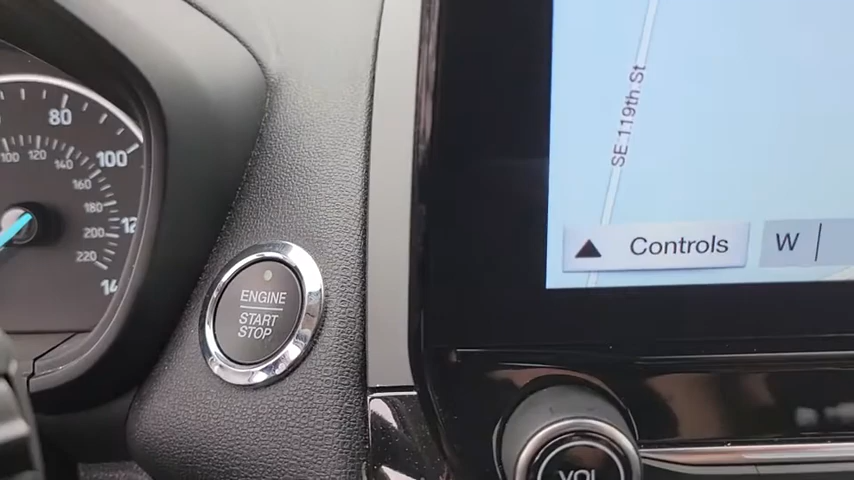 80
100
120
140
100
160
180
200
220
SE 119th St
Controls
W
ENGINE
START
STOP
VOL